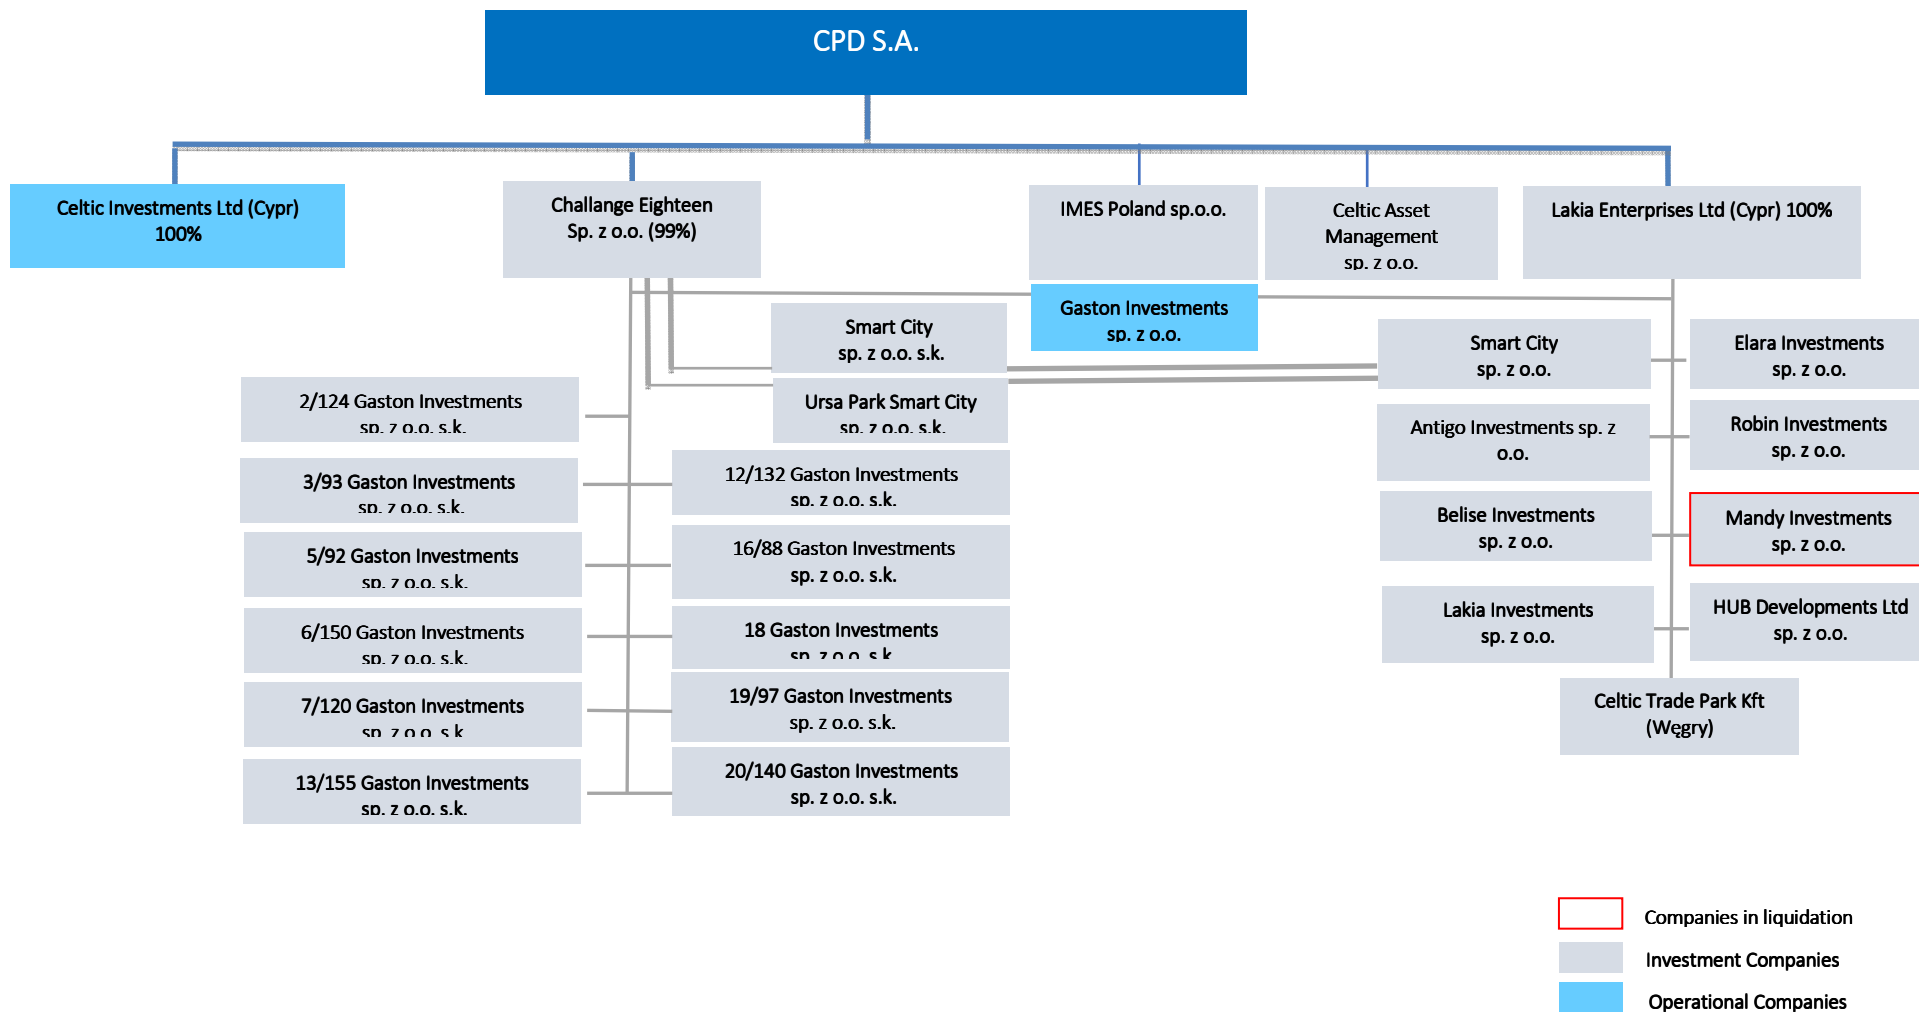 CPD S.A.
Celtic Investments Ltd (Cypr)
100%
Challange Eighteen
Sp. z o.o. (99%)
IMES Poland sp.o.o.
Celtic Asset
Management
sp. z o.o.
Lakia Enterprises Ltd (Cypr) 100%
Gaston Investments
sp. z o.o.
Smart City
sp. z o.o. s.k.
Ursa Park Smart City
sp. z o.o. s.k.
2/124 Gaston Investments
sp. z o.o. s.k.
3/93 Gaston Investments
sp. z o.o. s.k.
5/92 Gaston Investments
sp. z o.o. s.k.
6/150 Gaston Investments
sp. z o.o. s.k.
7/120 Gaston Investments
sp. z o.o. s.k
13/155 Gaston Investments
sp. z o.o. s.k.
12/132 Gaston Investments
sp. z o.o. s.k.
16/88 Gaston Investments
sp. z o.o. s.k.
18 Gaston Investments
sp. z o.o. s.k
19/97 Gaston Investments
sp. z o.o. s.k.
20/140 Gaston Investments
sp. z o.o. s.k.
Smart City
sp. z o.o.
Antigo Investments sp. z
o.o.
Belise Investments
sp. z o.o.
Lakia Investments
sp. z o.o.
Elara Investments
sp. z o.o.
Robin Investments
sp. z o.o.
Mandy Investments
sp. z o.o.
HUB Developments Ltd
sp. z o.o.
Celtic Trade Park Kft
(Węgry)
Companies in liquidation
Investment Companies
Operational Companies